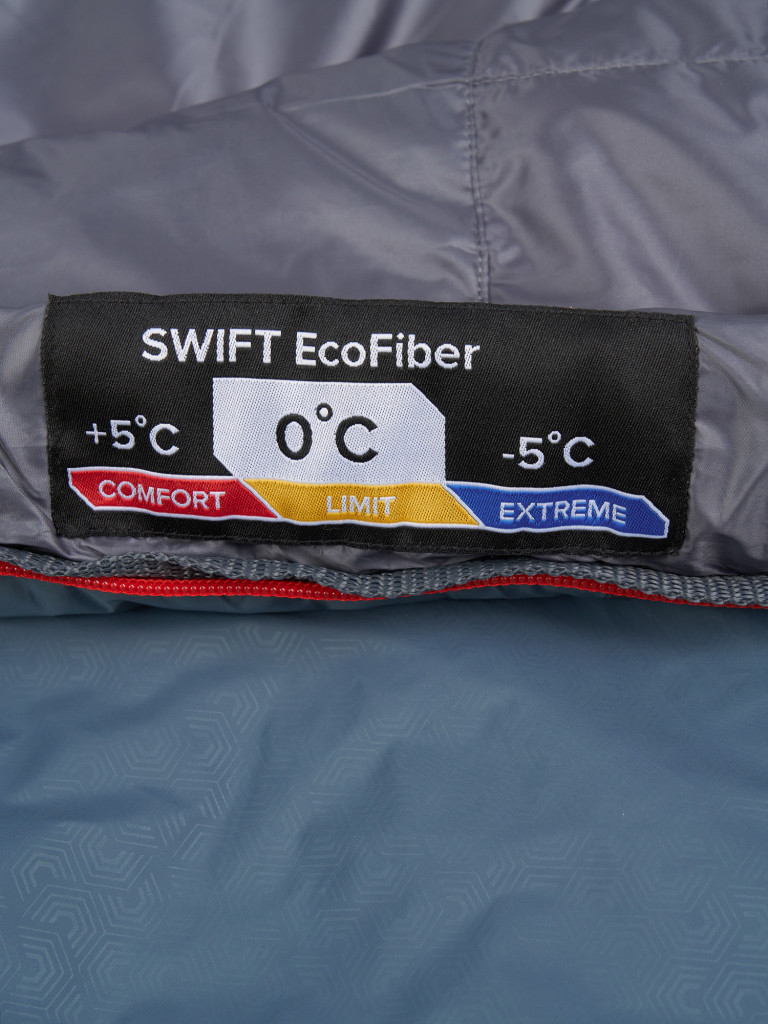 SWIFT EcoFiber
+5°C 0°C -5°C
COMFORT LIMIT EXTREME